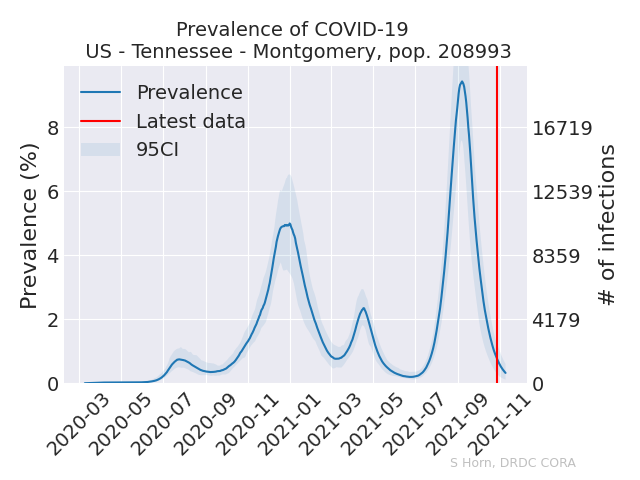 Prevalence of COVID-19
US - Tennessee - Montgomery, pop. 208993
Prevalence
Latest data
95CI
Prevalence (%)
8
6
4
2
0
16719
12539
8359
4179
0
# of infections
2020-03
2020-05
2020-07
2020-09
2020-11
2021-01
2021-03
2021-05
2021-07
2021-09
2021-11
S Horn, DRDC CORA